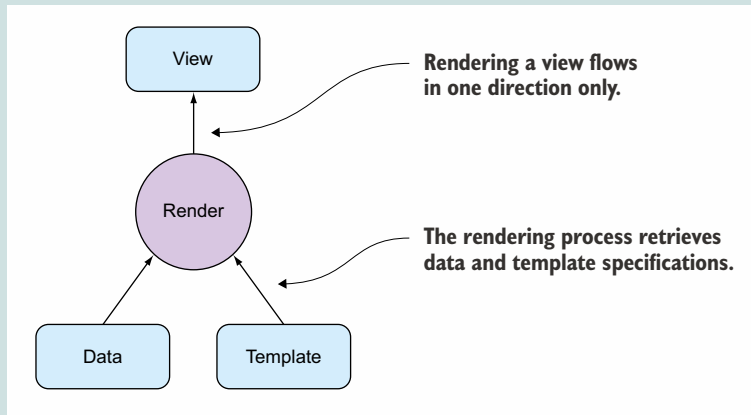 View
Rendering a view flows
in one direction only.
Render
The rendering process retrieves
data and template specifications.
Data
Template